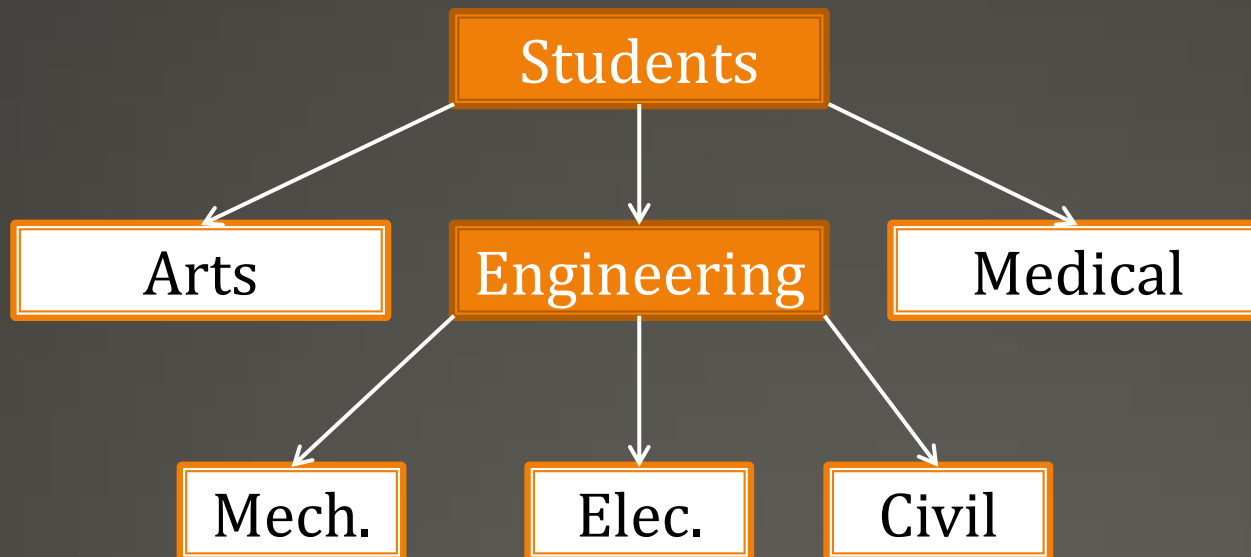 Students
Arts
Engineering
Medical
Mech.
Elec.
Civil